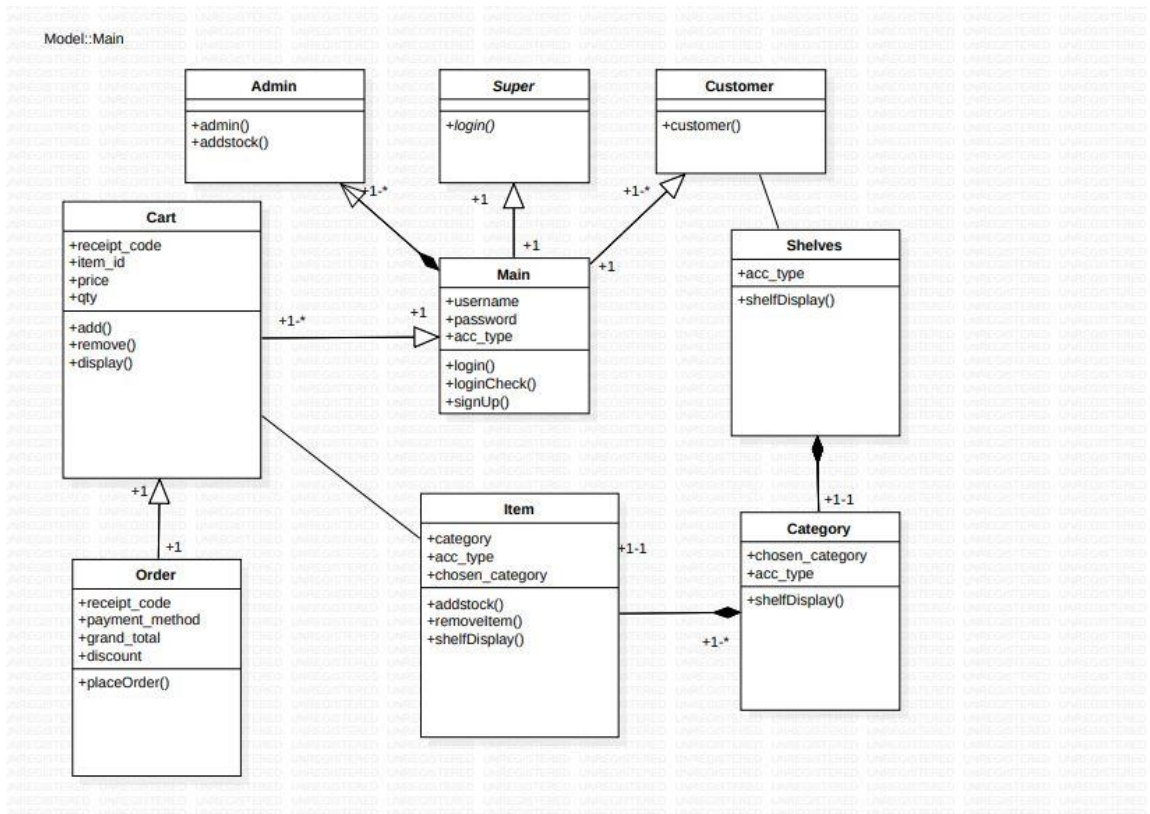 Model::Main
Admin
+admin()
+addstock()
Super
+login()
Customer
+customer()
+1-*
+1
+1-*
+1
+1
Cart
+receipt_code
+item_id
+price
+qty
+add()
+remove()
+display()
+1-*
+1
Main
+username
+password
+acc_type
+login()
+loginCheck()
+signUp()
Shelves
+acc_type
+shelfDisplay()
+1
+1
Order
+receipt_code
+payment_method
+grand_total
+discount
+placeOrder()
Item
+category
+acc_type
+chosen_category
+addstock()
+removeItem()
+shelfDisplay()
+1-1
+1-*
+1-1
Category
+chosen_category
+acc_type
+shelfDisplay()
UNREGISTERED